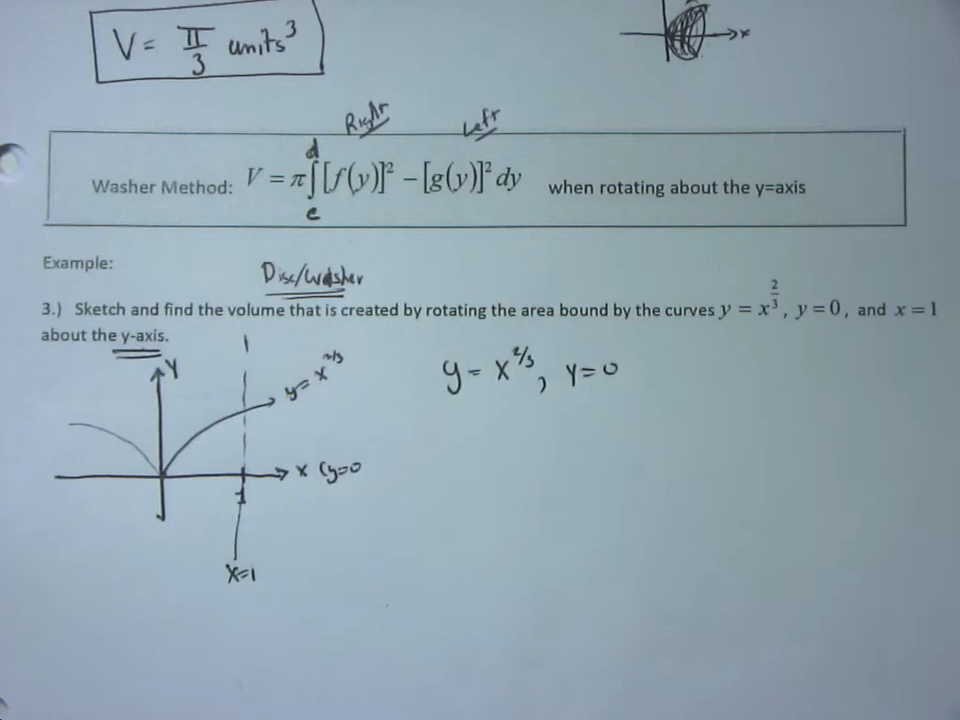 V = π/3 units³
x
Right Left
Washer Method: V = π∫[f(y)]² − [g(y)]² dy when rotating about the y=axis
d
c
Example:
Disc/Washer
3.) Sketch and find the volume that is created by rotating the area bound by the curves y = x^(2/3), y = 0, and x = 1
about the y-axis.
y
y = x^(2/3)
y = x^(2/3), y = 0
x (y=0
1
x=1